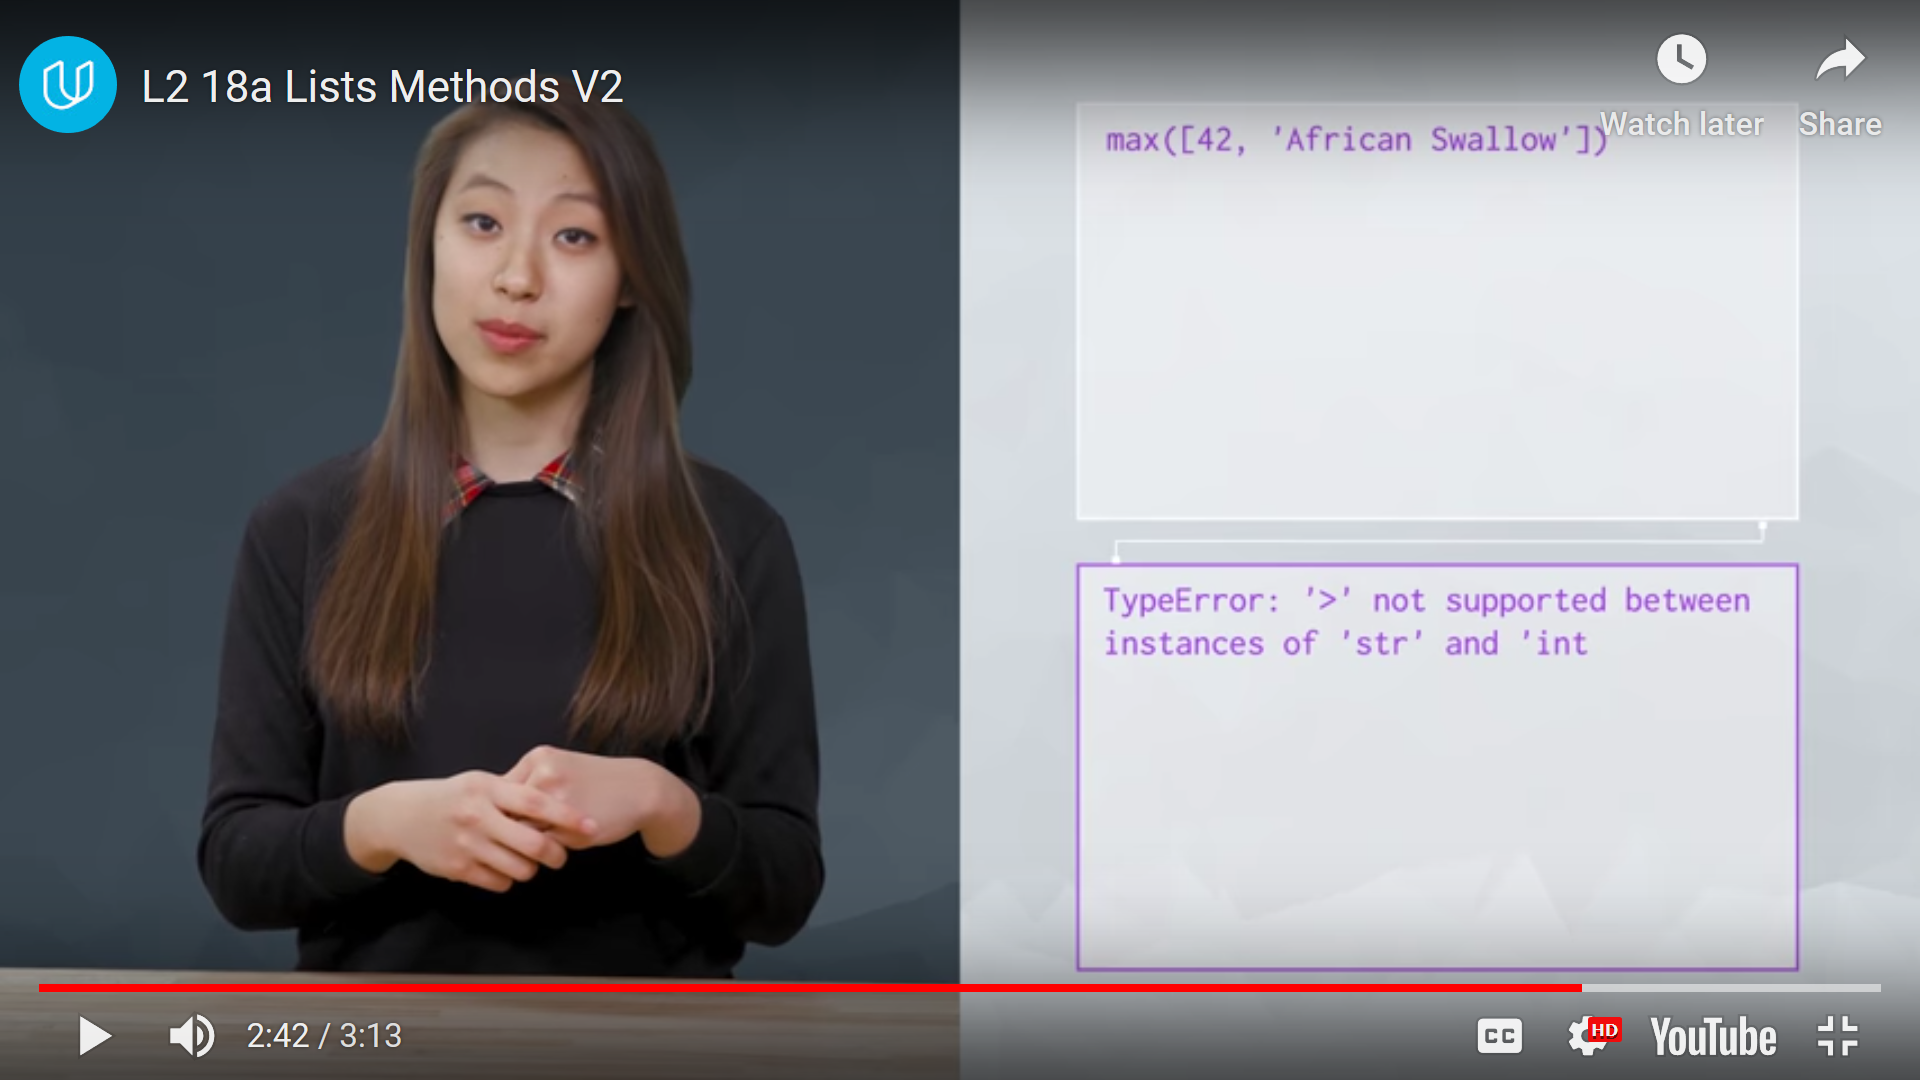 L2 18a Lists Methods V2
Watch later
Share
max([42, 'African Swallow'])
TypeError: '>' not supported between
instances of 'str' and 'int
2:42 / 3:13
CC
HD
YouTube